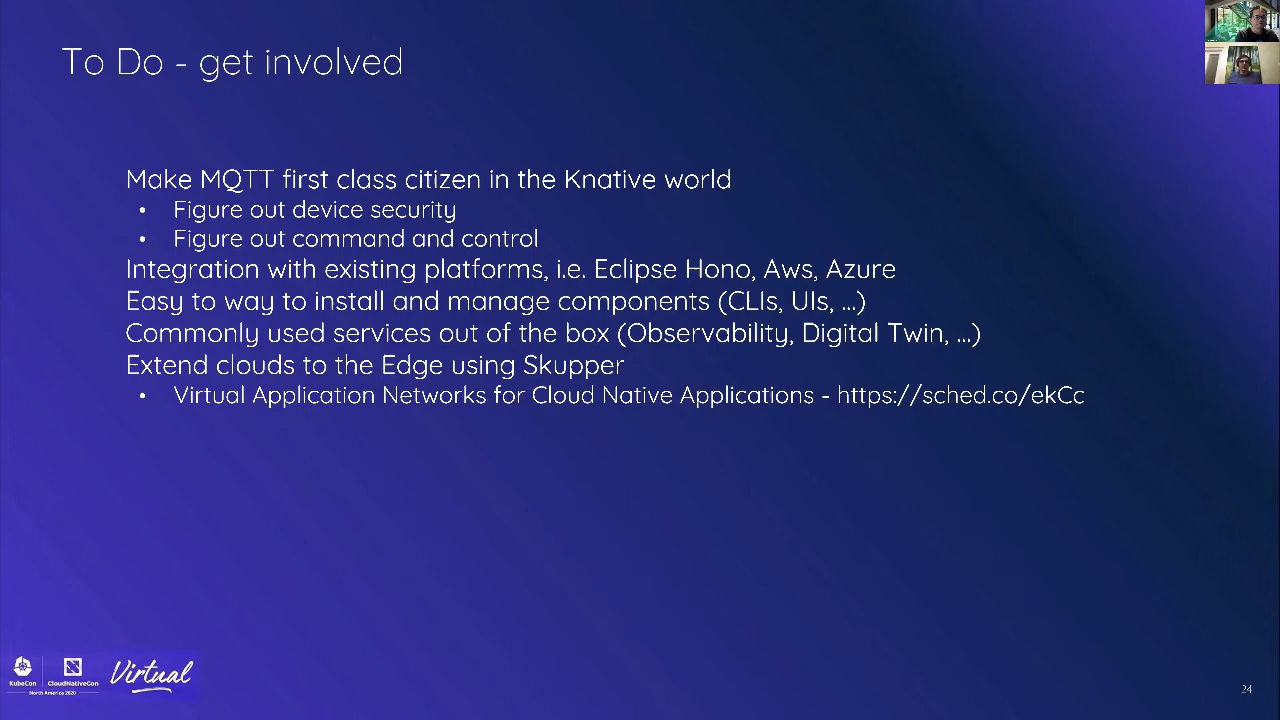 To Do - get involved
Make MQTT first class citizen in the Knative world
• Figure out device security
• Figure out command and control
Integration with existing platforms, i.e. Eclipse Hono, Aws, Azure
Easy to way to install and manage components (CLIs, UIs, ...)
Commonly used services out of the box (Observability, Digital Twin, ...)
Extend clouds to the Edge using Skupper
• Virtual Application Networks for Cloud Native Applications - https://sched.co/ekCc
KubeCon CloudNativeCon
North America 2020
Virtual
24